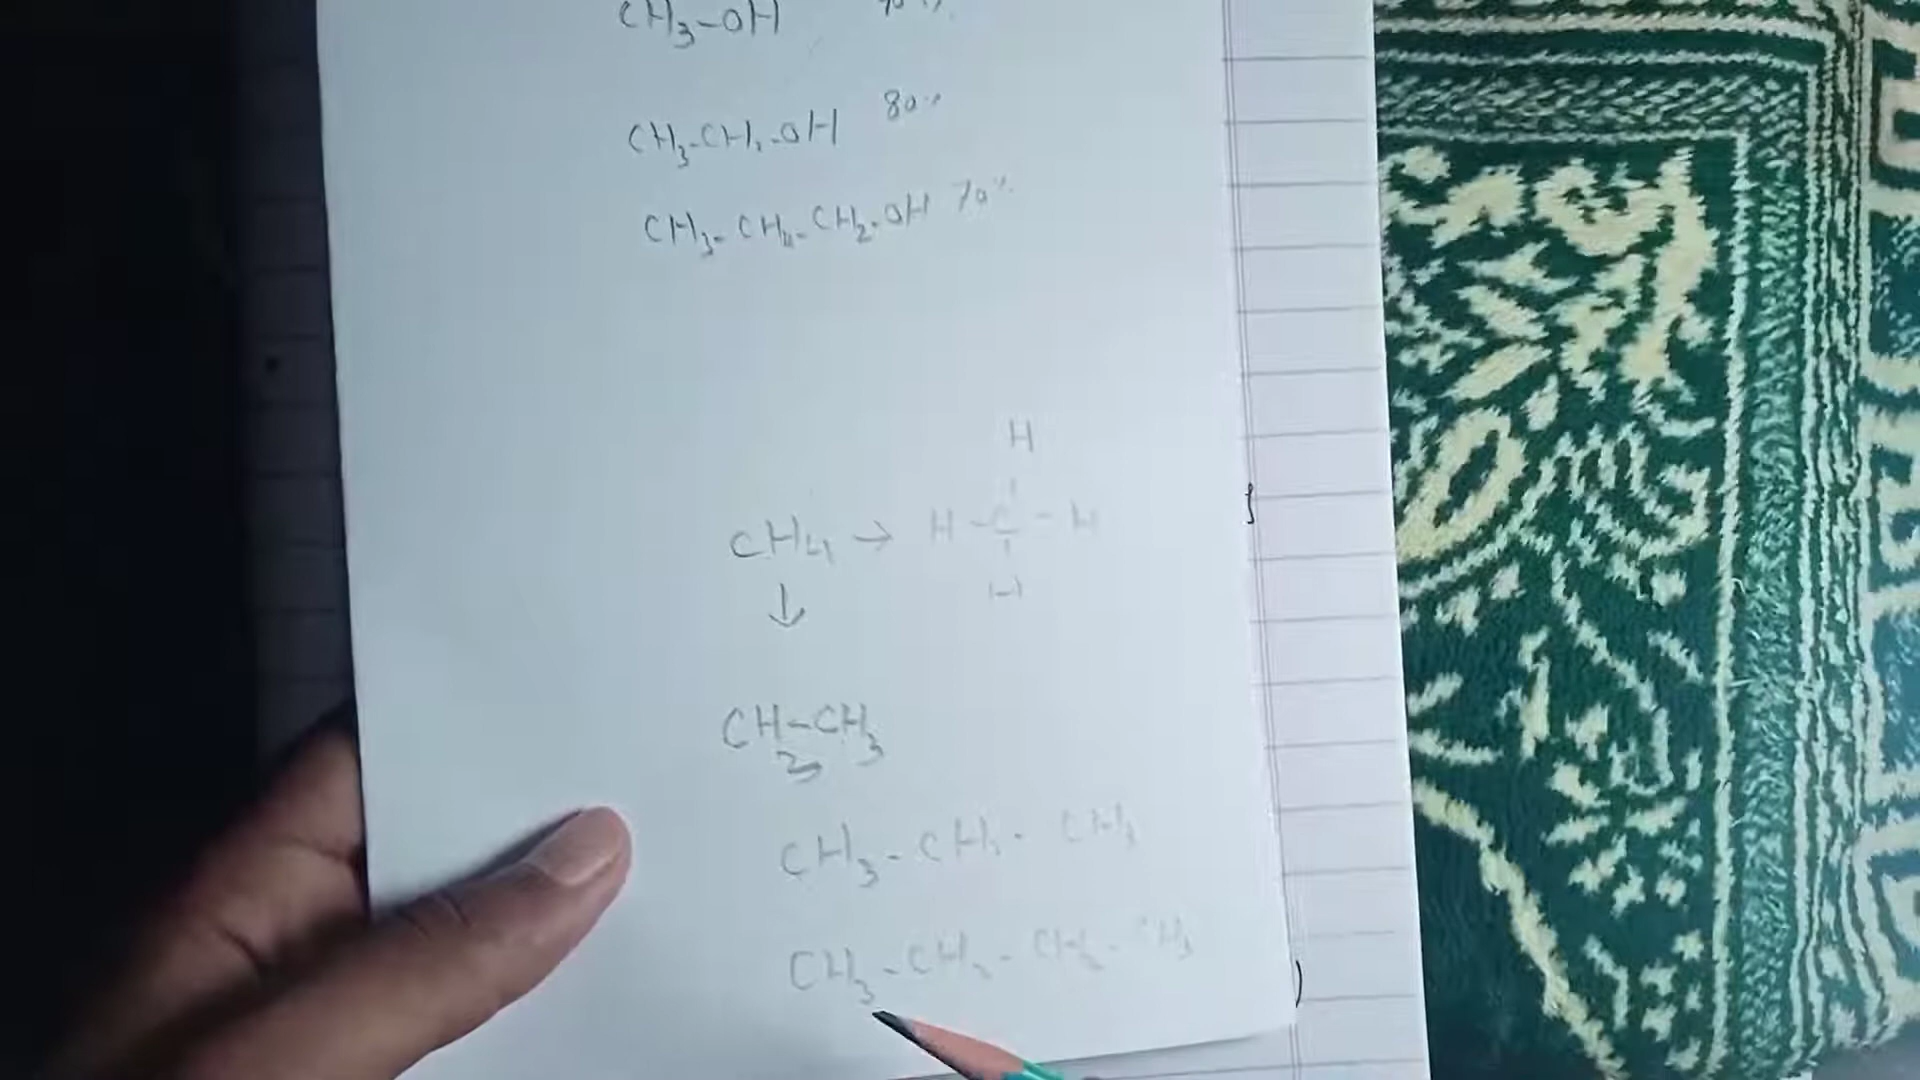 CH₃-OH
CH₃-CH₂-OH 80%
CH₃-CH₂-CH₂-OH 70%
H
CH₄ → H-C-H
H
↓
CH₃-CH₃
CH₃-CH₂-CH₃
CH₃-CH₂-CH₂-CH₃